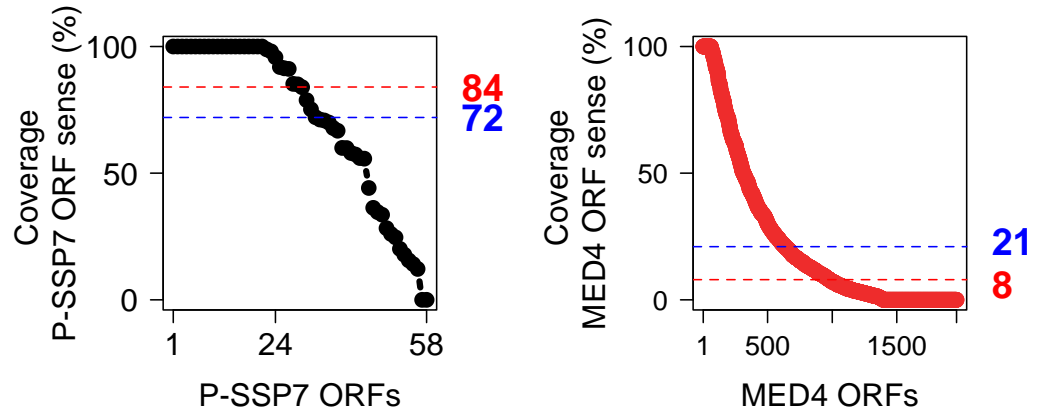 Coverage
P-SSP7 ORF sense (%)
100
50
0
84
72
1
24
58
P-SSP7 ORFs
Coverage
MED4 ORF sense (%)
100
50
0
21
8
1
500
1500
MED4 ORFs